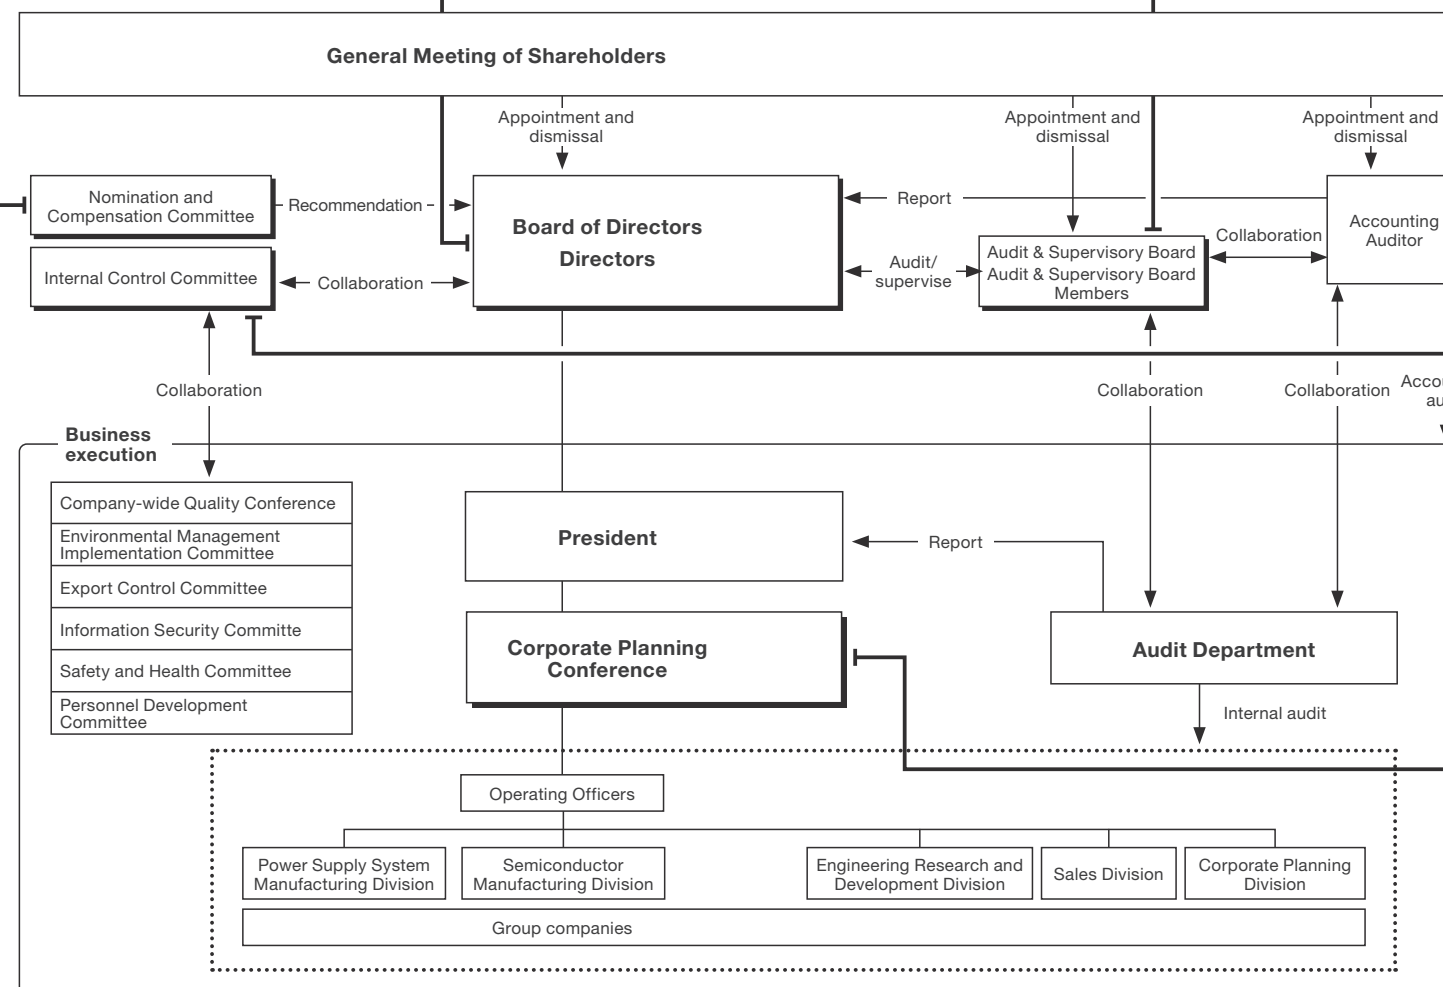 General Meeting of Shareholders
Appointment and
dismissal
Appointment and
dismissal
Appointment and
dismissal
Nomination and
Compensation Committee
Recommendation
Board of Directors
Directors
Report
Accounting
Auditor
Internal Control Committee
Collaboration
Audit/
supervise
Audit & Supervisory Board
Audit & Supervisory Board
Members
Collaboration
Collaboration
Collaboration
Collaboration
Business
execution
Company-wide Quality Conference
Environmental Management
Implementation Committee
Export Control Committee
Information Security Committe
Safety and Health Committee
Personnel Development
Committee
President
Report
Corporate Planning
Conference
Audit Department
Internal audit
Operating Officers
Power Supply System
Manufacturing Division
Semiconductor
Manufacturing Division
Engineering Research and
Development Division
Sales Division
Corporate Planning
Division
Group companies